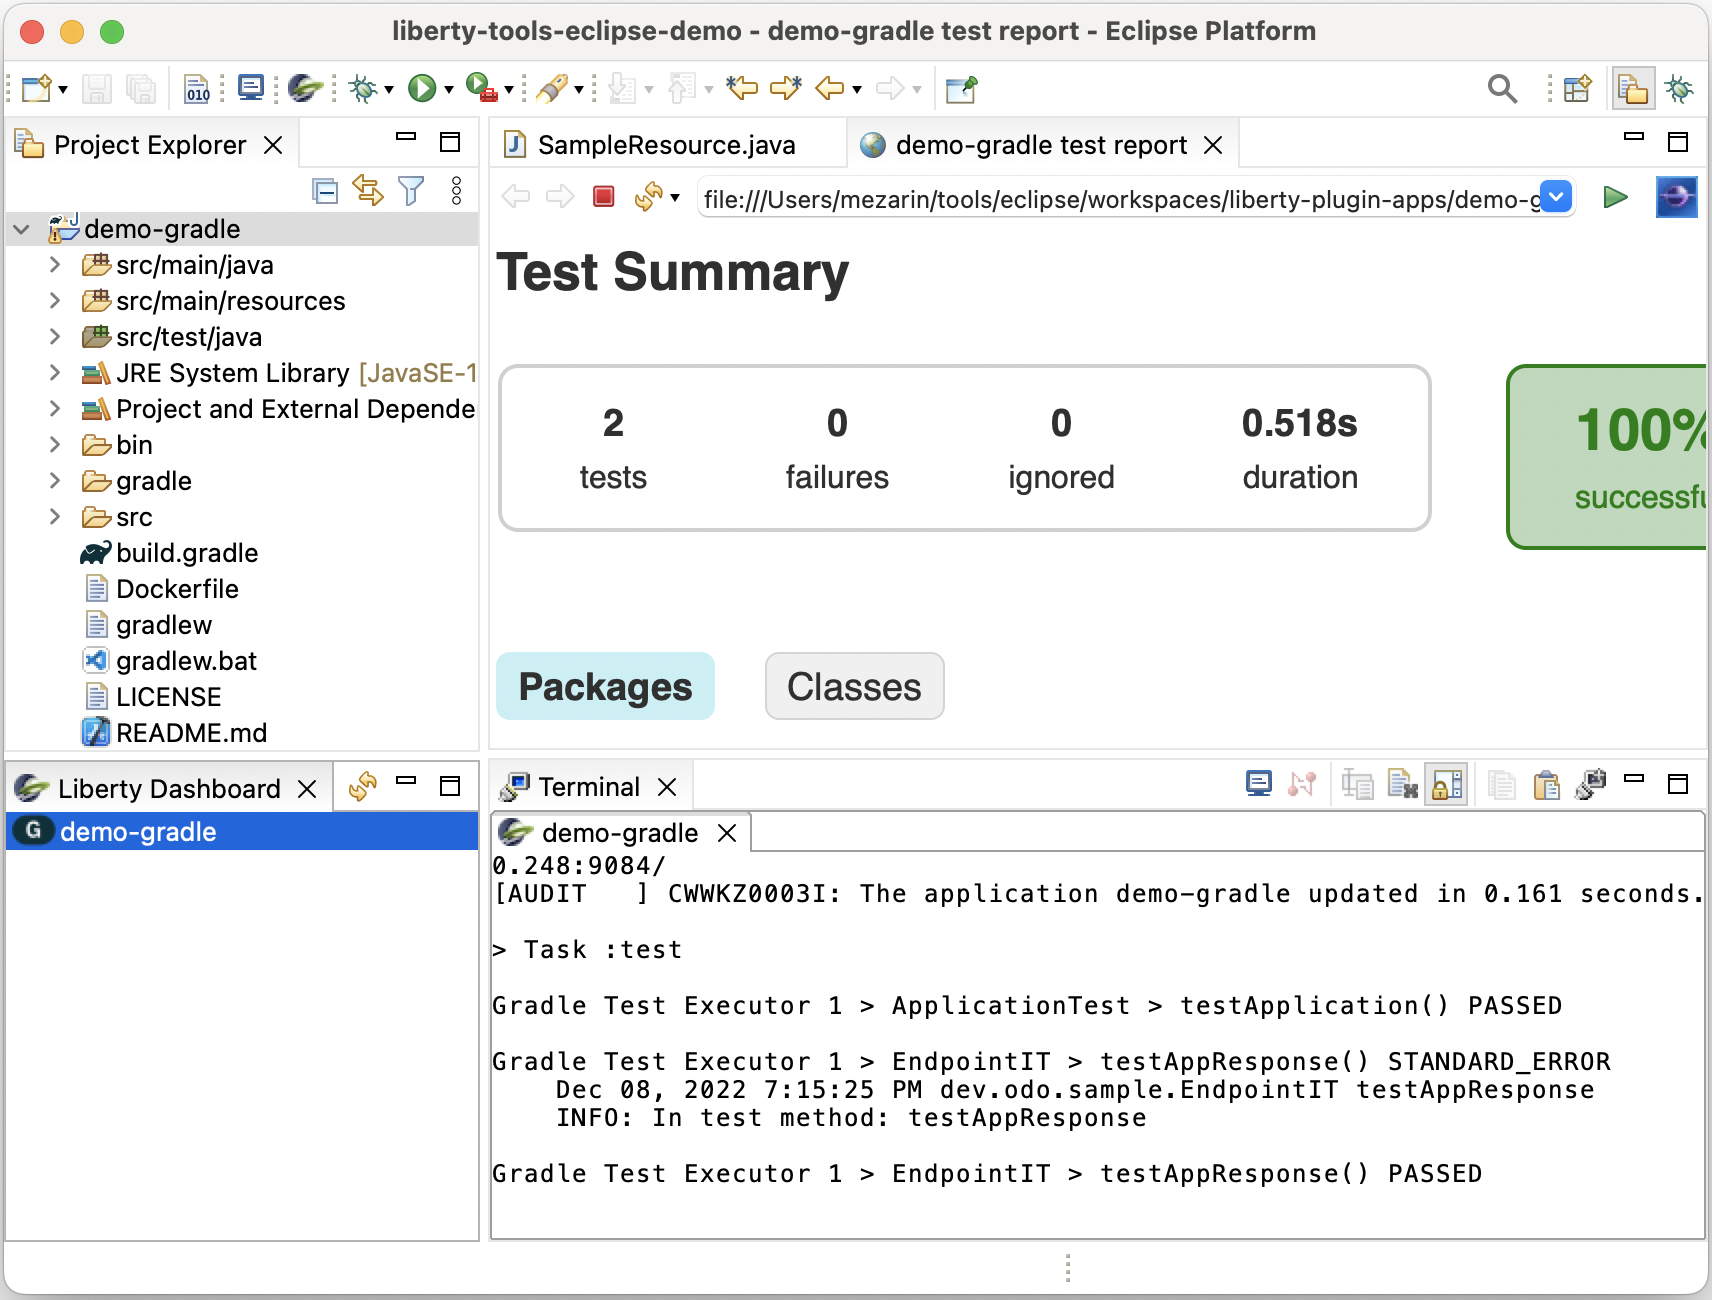 liberty-tools-eclipse-demo - demo-gradle test report - Eclipse Platform
010
Project Explorer
demo-gradle
src/main/java
src/main/resources
src/test/java
JRE System Library [JavaSE-1
Project and External Depende
bin
gradle
src
build.gradle
Dockerfile
gradlew
gradlew.bat
LICENSE
README.md
SampleResource.java
demo-gradle test report
file:///Users/mezarin/tools/eclipse/workspaces/liberty-plugin-apps/demo-g
Test Summary
2
tests
0
failures
0
ignored
0.518s
duration
100%
successfu
Packages
Classes
Liberty Dashboard
G demo-gradle
Terminal
demo-gradle
0.248:9084/
[AUDIT   ] CWWKZ0003I: The application demo-gradle updated in 0.161 seconds.
> Task :test
Gradle Test Executor 1 > ApplicationTest > testApplication() PASSED
Gradle Test Executor 1 > EndpointIT > testAppResponse() STANDARD_ERROR
Dec 08, 2022 7:15:25 PM dev.odo.sample.EndpointIT testAppResponse
INFO: In test method: testAppResponse
Gradle Test Executor 1 > EndpointIT > testAppResponse() PASSED